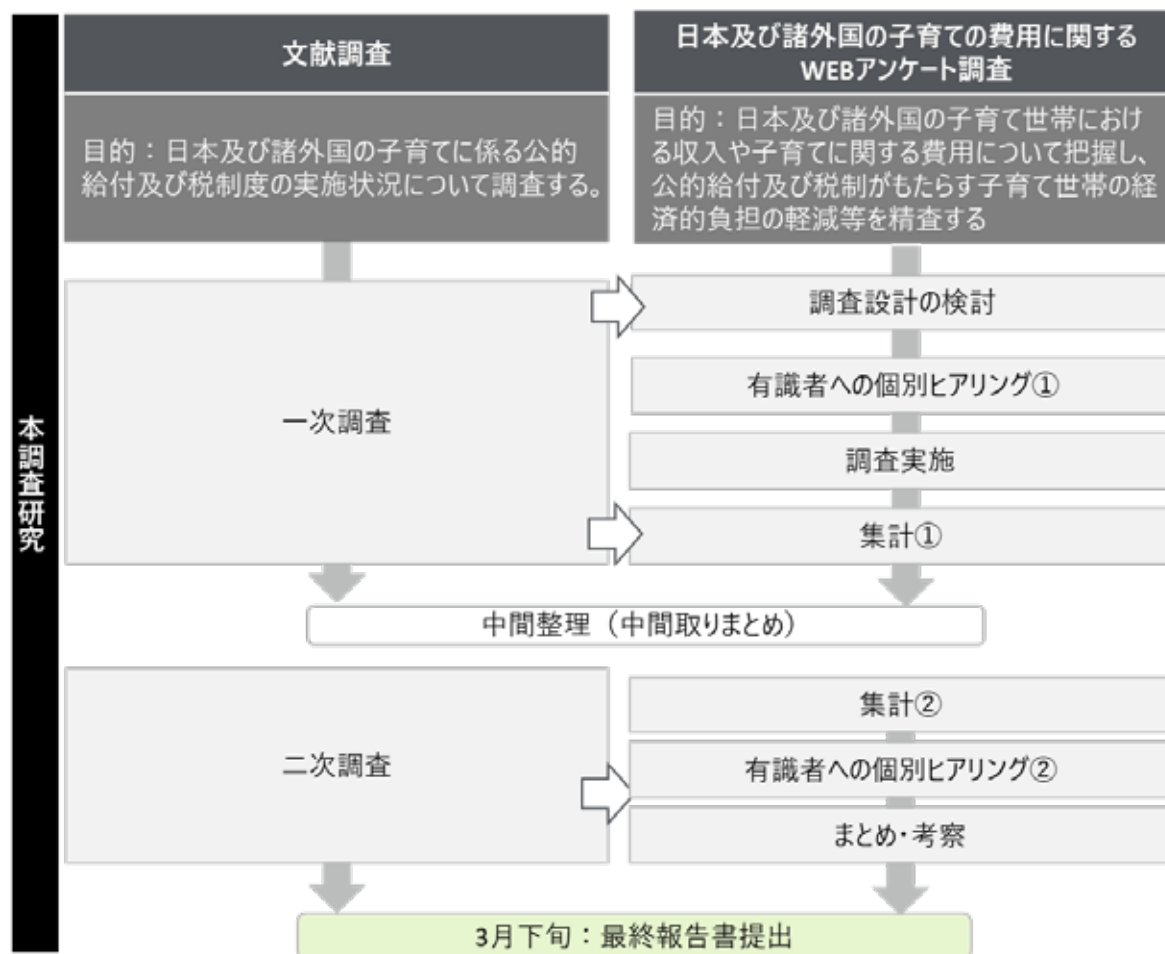 本調査研究
文献調査
目的：日本及び諸外国の子育てに係る公的
給付及び税制度の実施状況について調査する。
日本及び諸外国の子育ての費用に関する
WEBアンケート調査
目的：日本及び諸外国の子育て世帯におけ
る収入や子育てに関する費用について把握し、
公的給付及び税制がもたらす子育て世帯の経
済的負担の軽減等を精査する
一次調査
調査設計の検討
有識者への個別ヒアリング①
調査実施
集計①
中間整理（中間取りまとめ）
二次調査
集計②
有識者への個別ヒアリング②
まとめ・考察
3月下旬：最終報告書提出